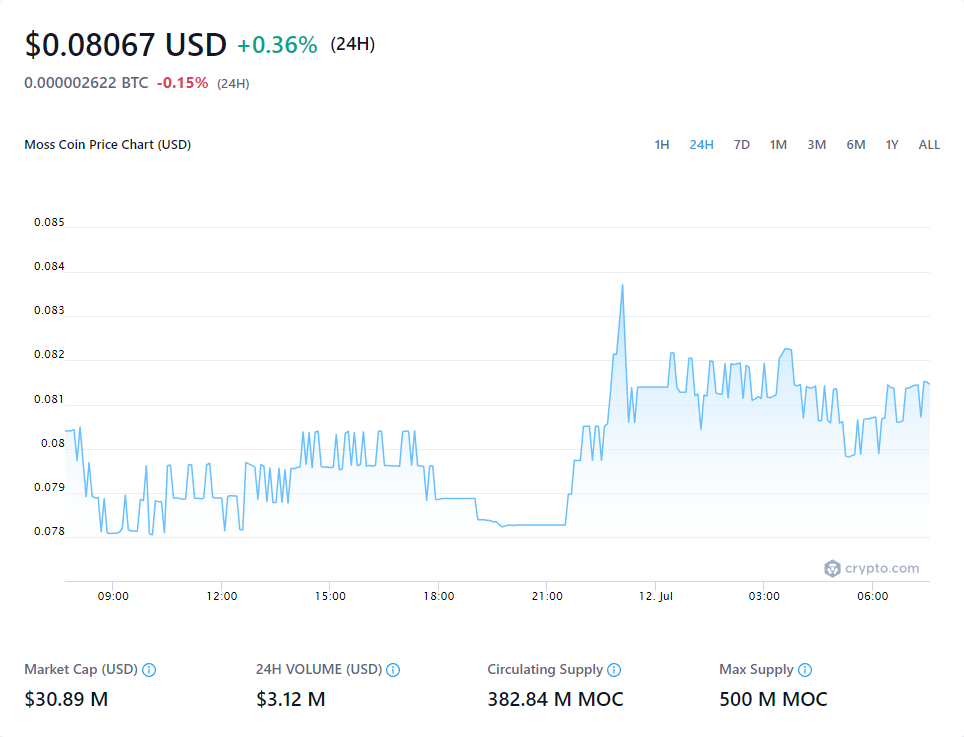 $0.08067 USD +0.36% (24H)
0.000002622 BTC -0.15% (24H)
Moss Coin Price Chart (USD) 1H 24H 7D 1M 3M 6M 1Y ALL
0.085
0.084
0.083
0.082
0.081
0.08
0.079
0.078
crypto.com
09:00 12:00 15:00 18:00 21:00 12. Jul 03:00 06:00
Market Cap (USD) 24H VOLUME (USD) Circulating Supply Max Supply
$30.89 M $3.12 M 382.84 M MOC 500 M MOC